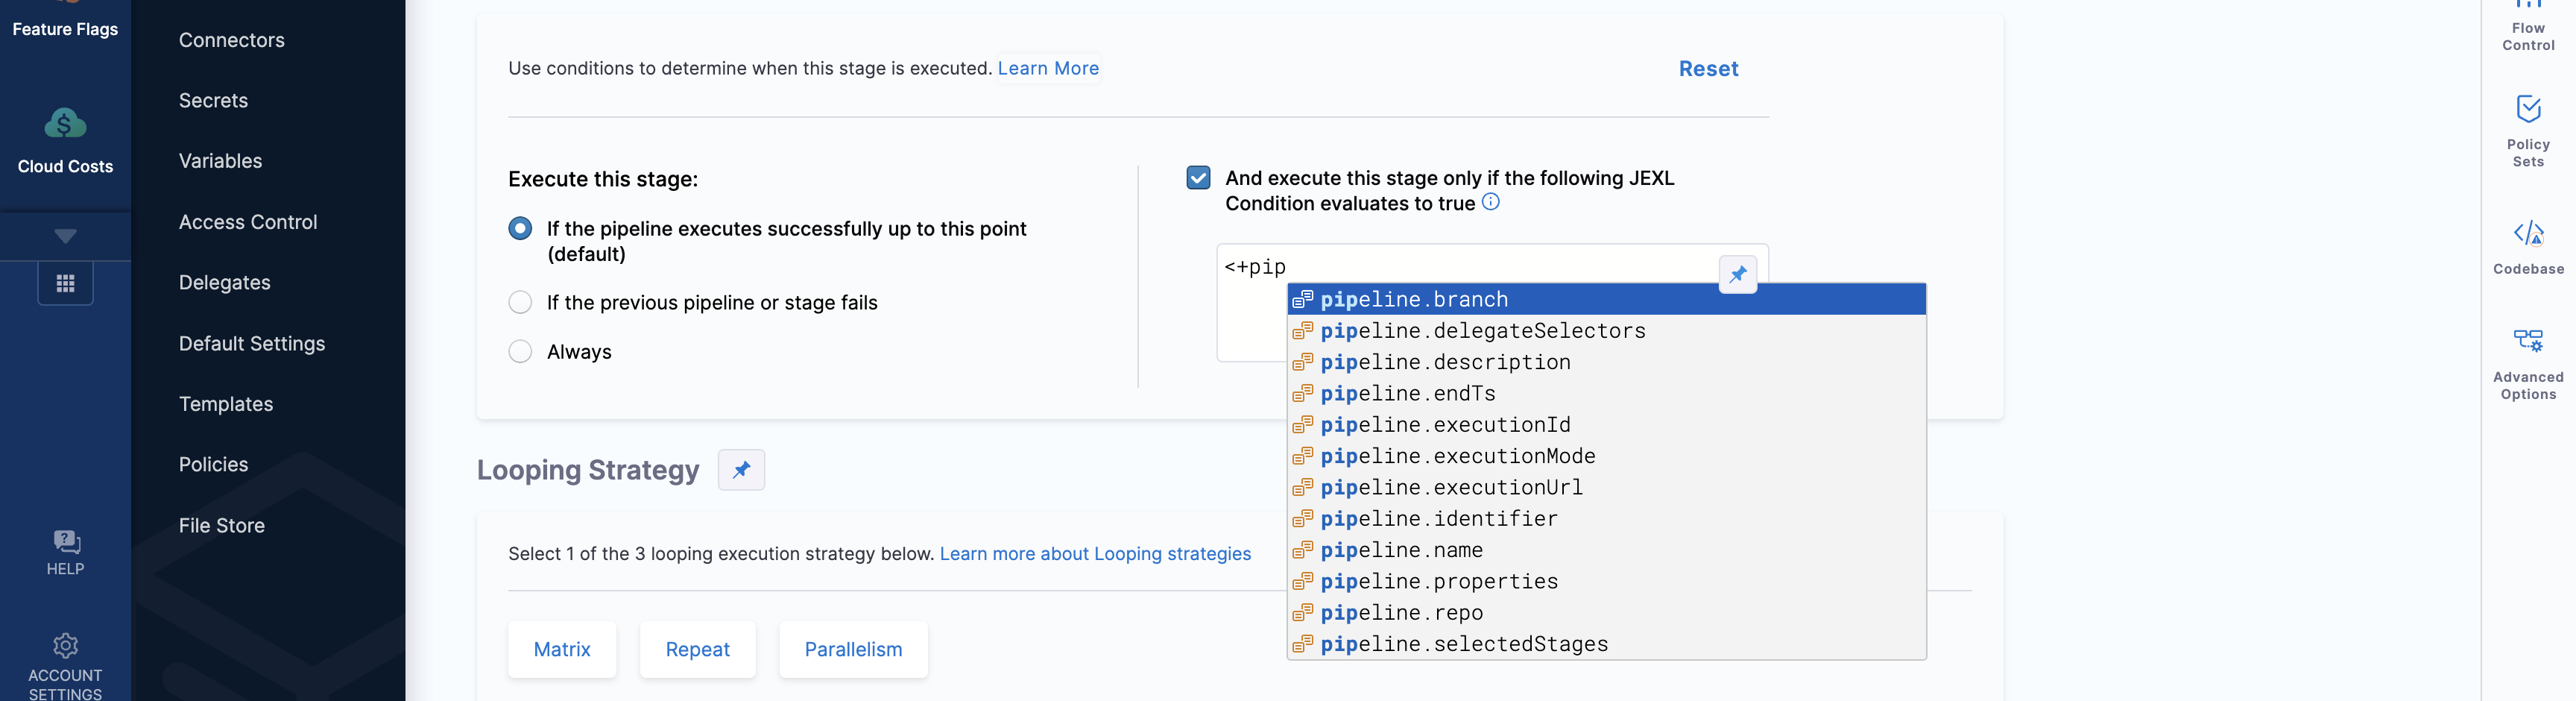 Feature Flags
Cloud Costs
HELP
ACCOUNT
SETTINGS
Connectors
Secrets
Variables
Access Control
Delegates
Default Settings
Templates
Policies
File Store
Use conditions to determine when this stage is executed. Learn More
Reset
Execute this stage:
If the pipeline executes successfully up to this point
(default)
If the previous pipeline or stage fails
Always
And execute this stage only if the following JEXL
Condition evaluates to true
<+pip
pipeline.branch
pipeline.delegateSelectors
pipeline.description
pipeline.endTs
pipeline.executionId
pipeline.executionMode
pipeline.executionUrl
pipeline.identifier
pipeline.name
pipeline.properties
pipeline.repo
pipeline.selectedStages
Looping Strategy
Select 1 of the 3 looping execution strategy below. Learn more about Looping strategies
Matrix
Repeat
Parallelism
Flow
Control
Policy
Sets
Codebase
Advanced
Options